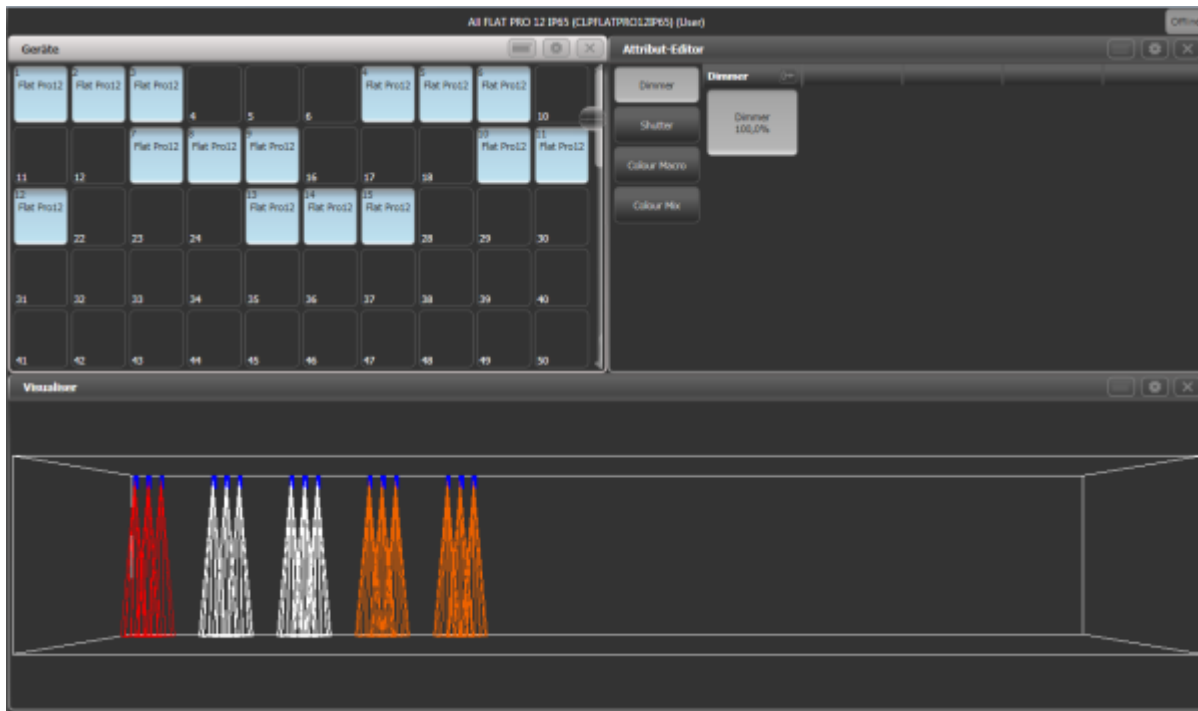 All FLAT PRO 12 IP65 (CLPFLATPRO12IP65) (User)
Offline
Geräte
1 2 3 4 5 6
Flat Pro12 Flat Pro12 Flat Pro12 Flat Pro12 Flat Pro12 Flat Pro12
4 5 6 10
7 8 9 10 11
Flat Pro12 Flat Pro12 Flat Pro12 Flat Pro12 Flat Pro12
11 12 16 17 18
12 13 14 15
Flat Pro12 Flat Pro12 Flat Pro12 Flat Pro12
22 23 24 28 29 30
31 32 33 34 35 36 37 38 39 40
41 42 43 44 45 46 47 48 49 50
Attribut-Editor
Dimmer
Shutter
Colour Macro
Colour Mix
Dimmer
Dimmer
100,0%
Visualiser